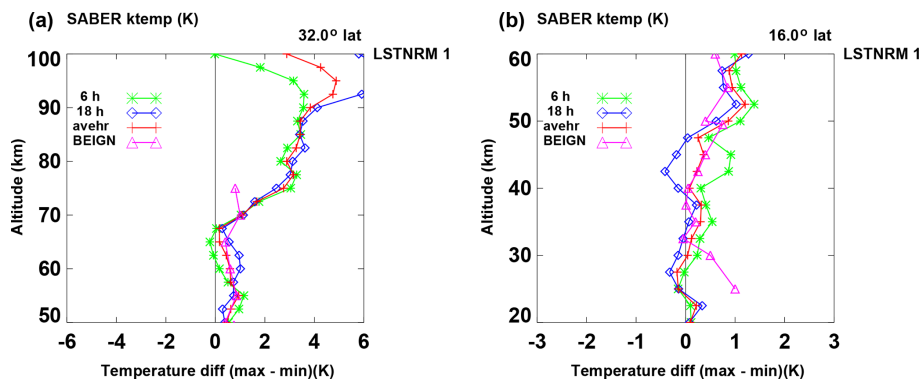 (a) SABER ktemp (K)
32.0° lat
LSTNRM 1
100
90
80
70
60
50
Altitude (km)
6 h
18 h
avehr
BEIGN
-6 -4 -2 0 2 4 6
Temperature diff (max - min)(K)
(b) SABER ktemp (K)
16.0° lat
LSTNRM 1
60
50
40
30
20
Altitude (km)
6 h
18 h
avehr
BEIGN
-3 -2 -1 0 1 2 3
Temperature diff (max - min)(K)